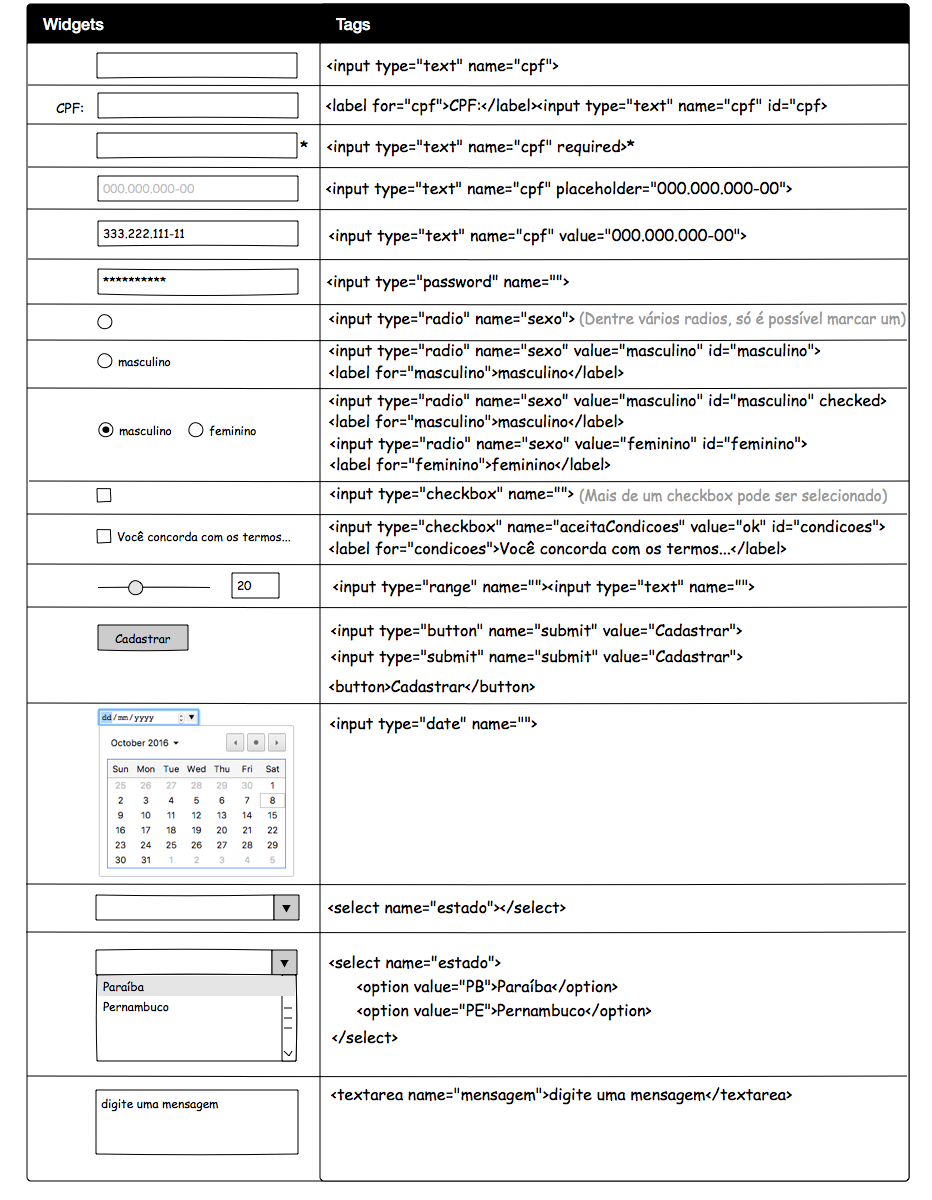 Widgets Tags
<input type="text" name="cpf">
CPF: <label for="cpf">CPF:</label><input type="text" name="cpf" id="cpf>
* <input type="text" name="cpf" required>*
000.000.000-00 <input type="text" name="cpf" placeholder="000.000.000-00">
333.222.111-11 <input type="text" name="cpf" value="000.000.000-00">
********** <input type="password" name="">
<input type="radio" name="sexo"> (Dentre vários radios, só é possível marcar um)
masculino <input type="radio" name="sexo" value="masculino" id="masculino">
<label for="masculino">masculino</label>
<input type="radio" name="sexo" value="masculino" id="masculino" checked>
<label for="masculino">masculino</label>
masculino feminino <input type="radio" name="sexo" value="feminino" id="feminino">
<label for="feminino">feminino</label>
<input type="checkbox" name=""> (Mais de um checkbox pode ser selecionado)
<input type="checkbox" name="aceitaCondicoes" value="ok" id="condicoes">
Você concorda com os termos... <label for="condicoes">Você concorda com os termos...</label>
20 <input type="range" name=""><input type="text" name="">
Cadastrar <input type="button" name="submit" value="Cadastrar">
<input type="submit" name="submit" value="Cadastrar">
<button>Cadastrar</button>
dd/mm/yyyy <input type="date" name="">
October 2016
Sun Mon Tue Wed Thu Fri Sat
25 26 27 28 29 30 1
2 3 4 5 6 7 8
9 10 11 12 13 14 15
16 17 18 19 20 21 22
23 24 25 26 27 28 29
30 31 1 2 3 4 5
<select name="estado"></select>
<select name="estado">
Paraíba <option value="PB">Paraíba</option>
Pernambuco <option value="PE">Pernambuco</option>
</select>
digite uma mensagem <textarea name="mensagem">digite uma mensagem</textarea>